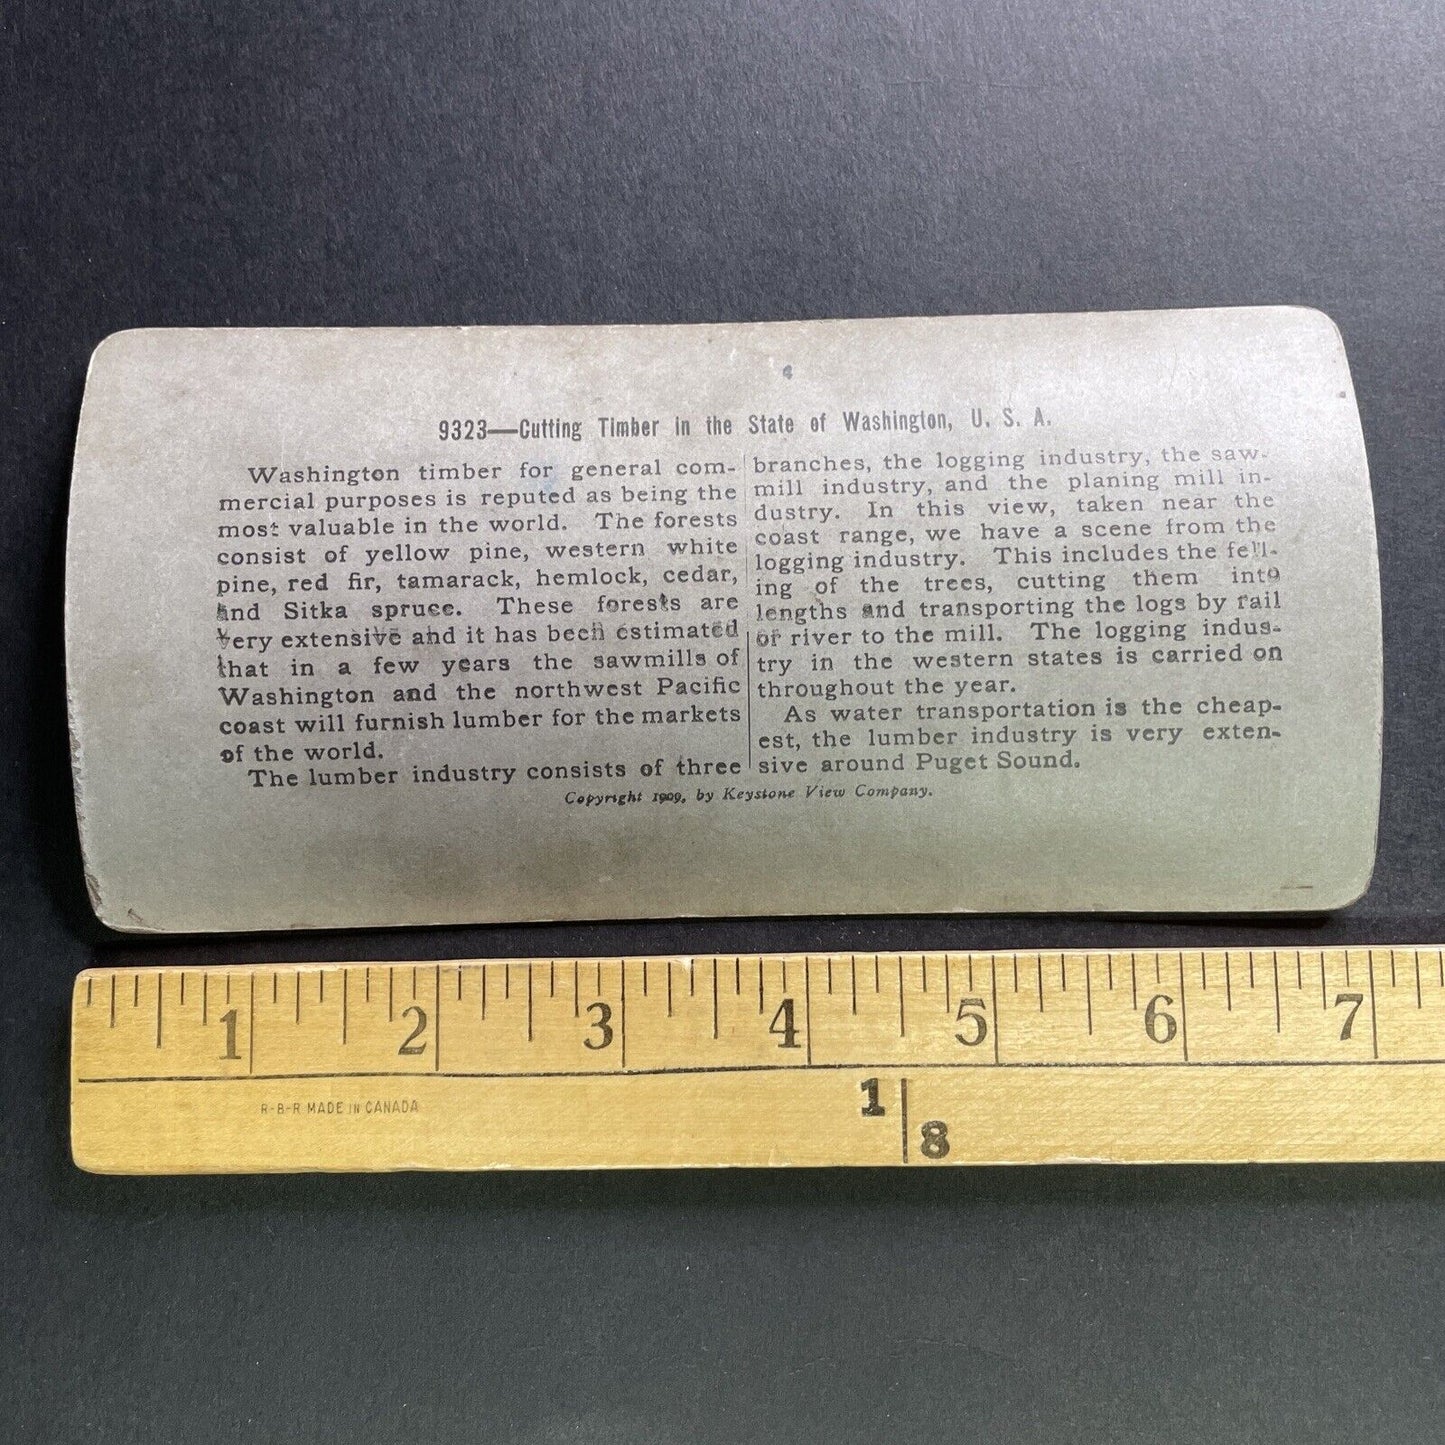 9323—Cutting Timber in the State of Washington, U. S. A.
Washington timber for general com-
mercial purposes is reputed as being the
most valuable in the world. The forests
consist of yellow pine, western white
pine, red fir, tamarack, hemlock, cedar,
and Sitka spruce. These forests are
very extensive and it has been estimated
that in a few years the sawmills of
Washington and the northwest Pacific
coast will furnish lumber for the markets
of the world.
The lumber industry consists of three
branches, the logging industry, the saw-
mill industry, and the planing mill in-
dustry. In this view, taken near the
coast range, we have a scene from the
logging industry. This includes the fell-
ing of the trees, cutting them into
lengths and transporting the logs by rail
or river to the mill. The logging indus-
try in the western states is carried on
throughout the year.
As water transportation is the cheap-
est, the lumber industry is very exten-
sive around Puget Sound.
Copyright 1909, by Keystone View Company.
1 2 3 4 5 6 7
R-B-R MADE IN CANADA
1 | 8